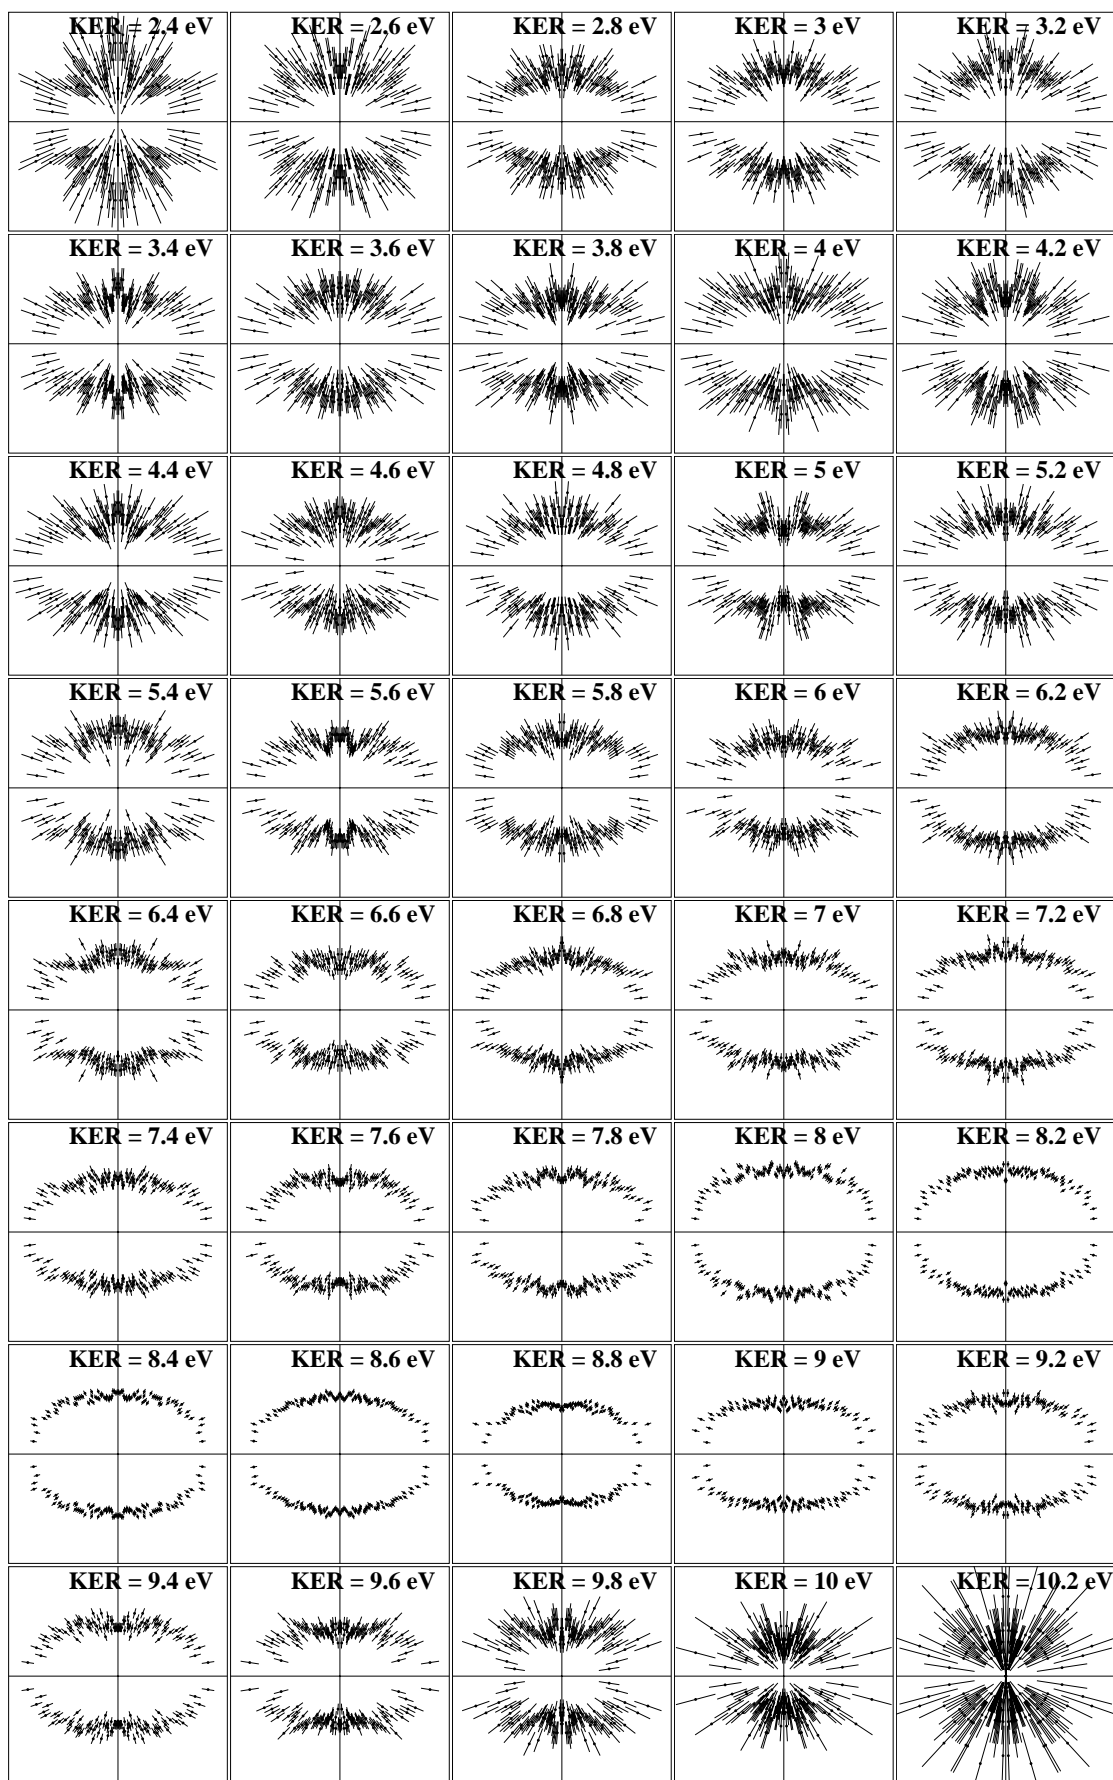 KER = 2.4 eV
KER = 2.6 eV
KER = 2.8 eV
KER = 3 eV
KER = 3.2 eV
KER = 3.4 eV
KER = 3.6 eV
KER = 3.8 eV
KER = 4 eV
KER = 4.2 eV
KER = 4.4 eV
KER = 4.6 eV
KER = 4.8 eV
KER = 5 eV
KER = 5.2 eV
KER = 5.4 eV
KER = 5.6 eV
KER = 5.8 eV
KER = 6 eV
KER = 6.2 eV
KER = 6.4 eV
KER = 6.6 eV
KER = 6.8 eV
KER = 7 eV
KER = 7.2 eV
KER = 7.4 eV
KER = 7.6 eV
KER = 7.8 eV
KER = 8 eV
KER = 8.2 eV
KER = 8.4 eV
KER = 8.6 eV
KER = 8.8 eV
KER = 9 eV
KER = 9.2 eV
KER = 9.4 eV
KER = 9.6 eV
KER = 9.8 eV
KER = 10 eV
KER = 10.2 eV